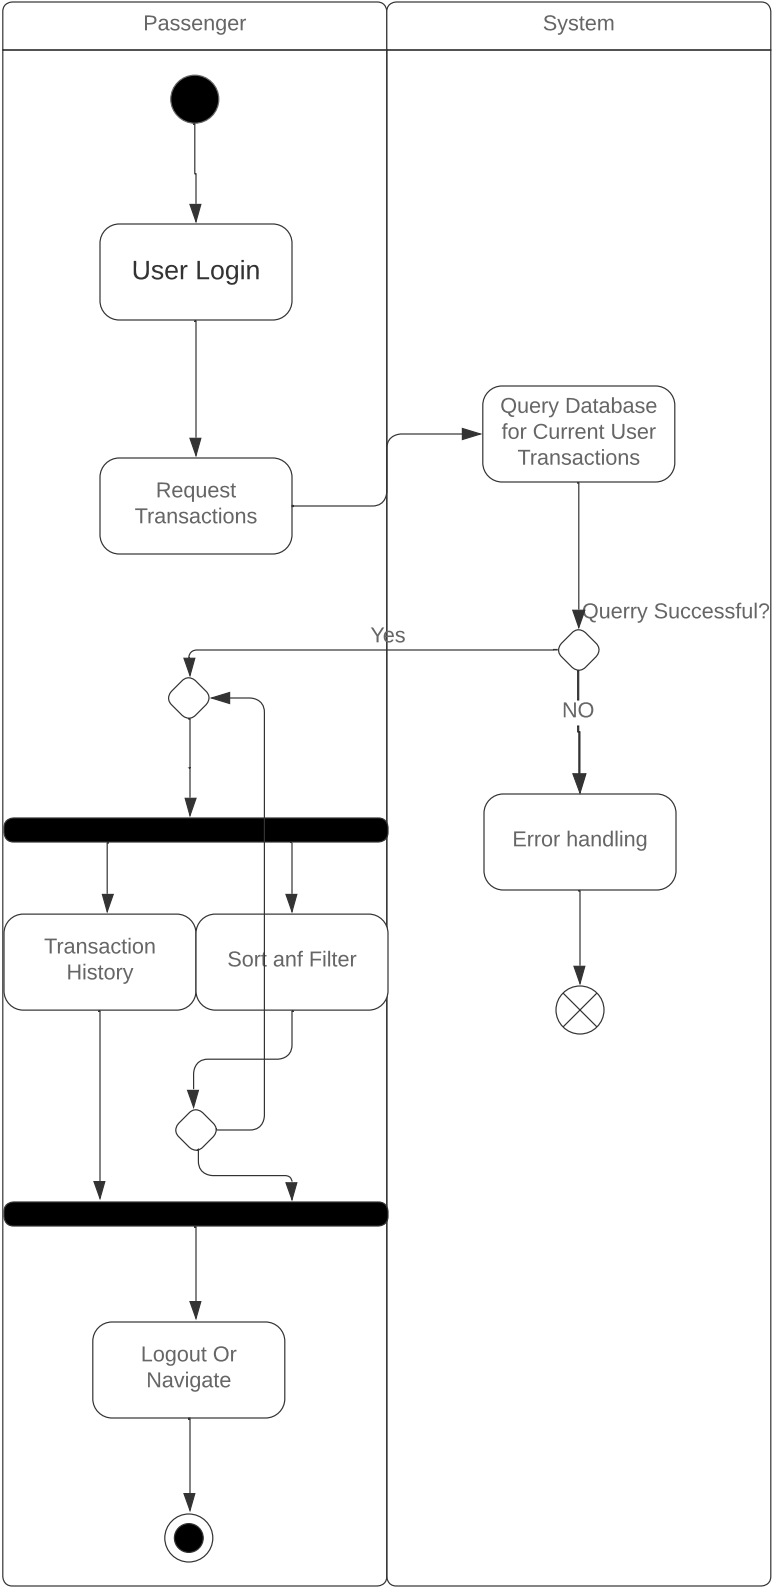 Passenger
System
User Login
Query Database
for Current User
Transactions
Request
Transactions
Querry Successful?
Yes
NO
Error handling
Transaction
History
Sort anf Filter
Logout Or
Navigate